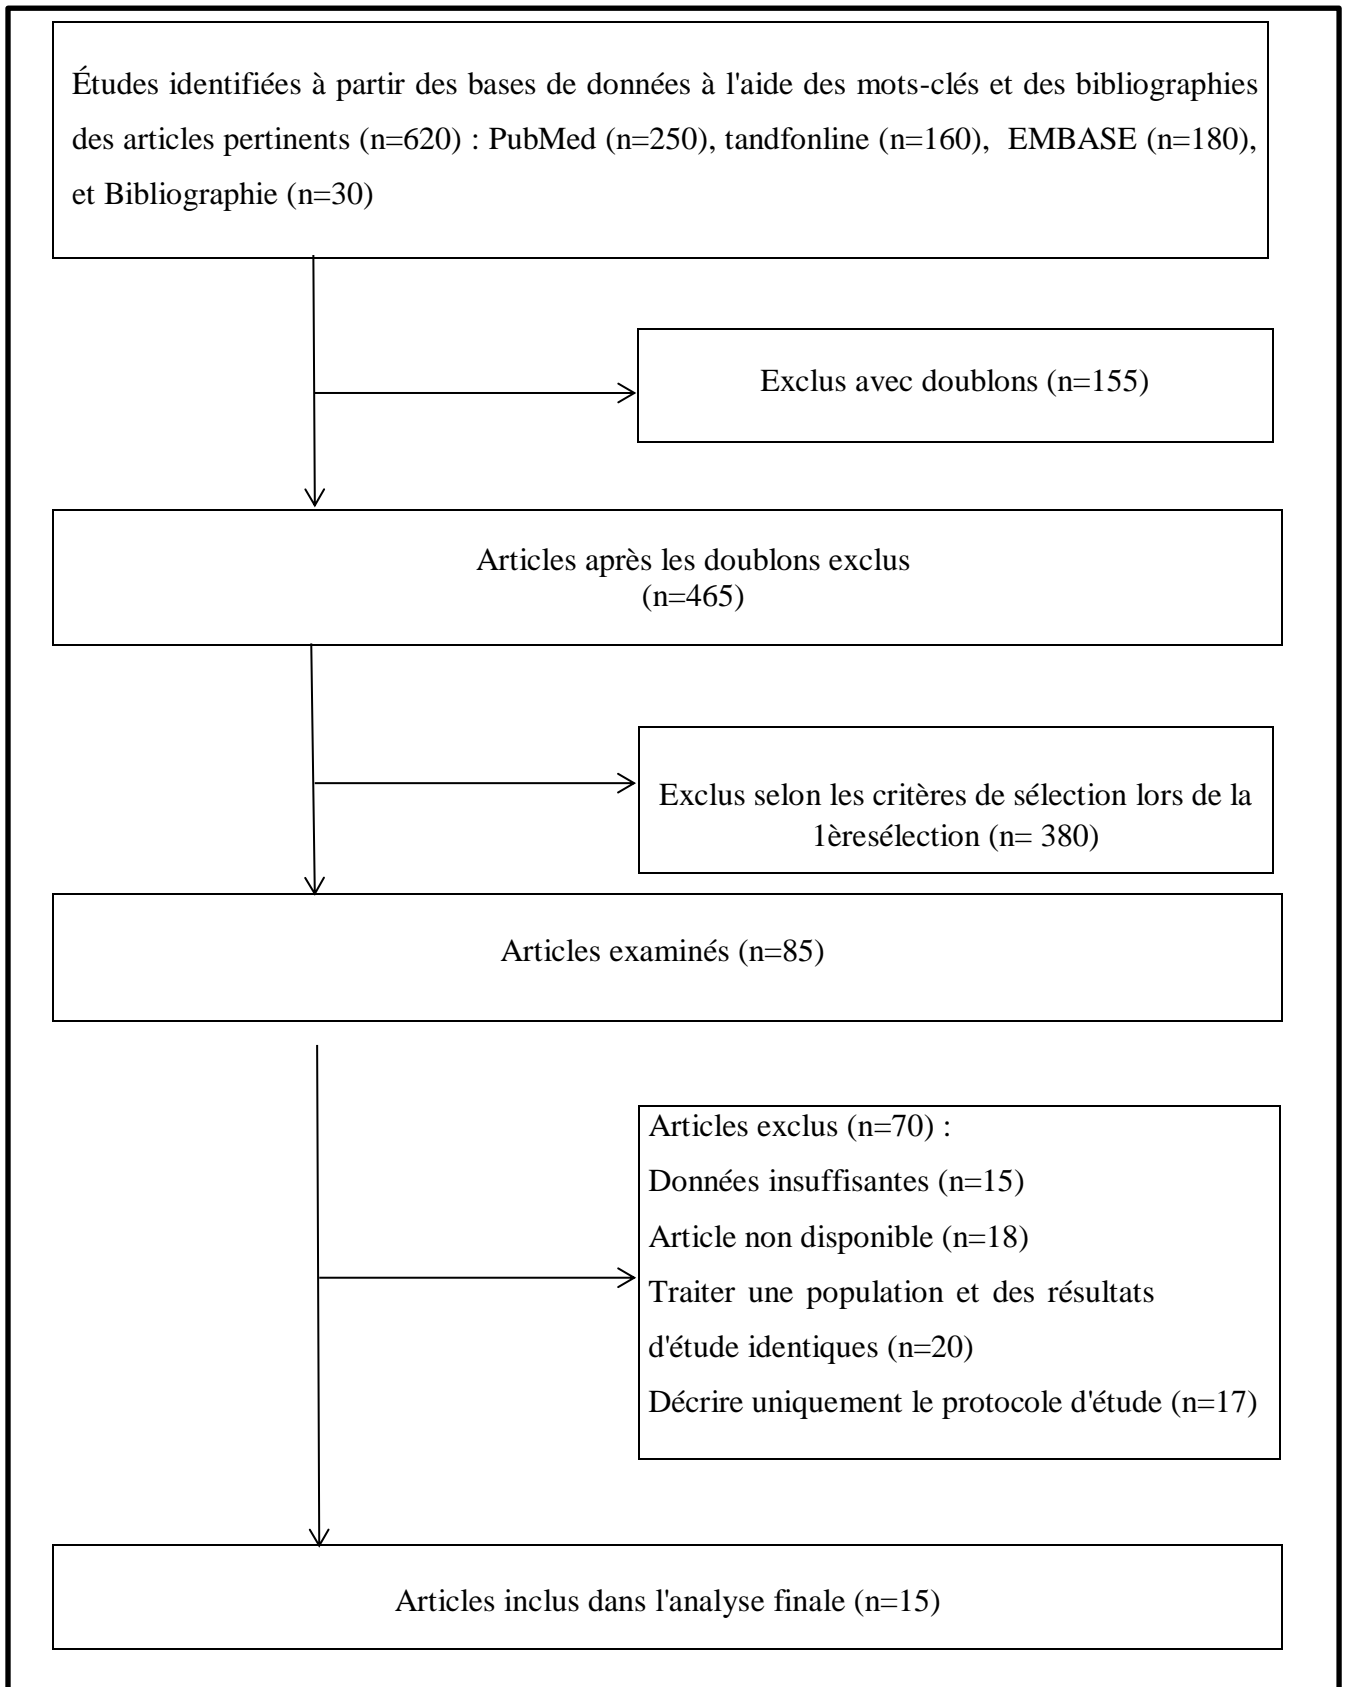 Études identifiées à partir des bases de données à l'aide des mots-clés et des bibliographies
des articles pertinents (n=620) : PubMed (n=250), tandfonline (n=160), EMBASE (n=180),
et Bibliographie (n=30)
Exclus avec doublons (n=155)
Articles après les doublons exclus
(n=465)
Exclus selon les critères de sélection lors de la
1èresélection (n= 380)
Articles examinés (n=85)
Articles exclus (n=70) :
Données insuffisantes (n=15)
Article non disponible (n=18)
Traiter une population et des résultats
d'étude identiques (n=20)
Décrire uniquement le protocole d'étude (n=17)
Articles inclus dans l'analyse finale (n=15)